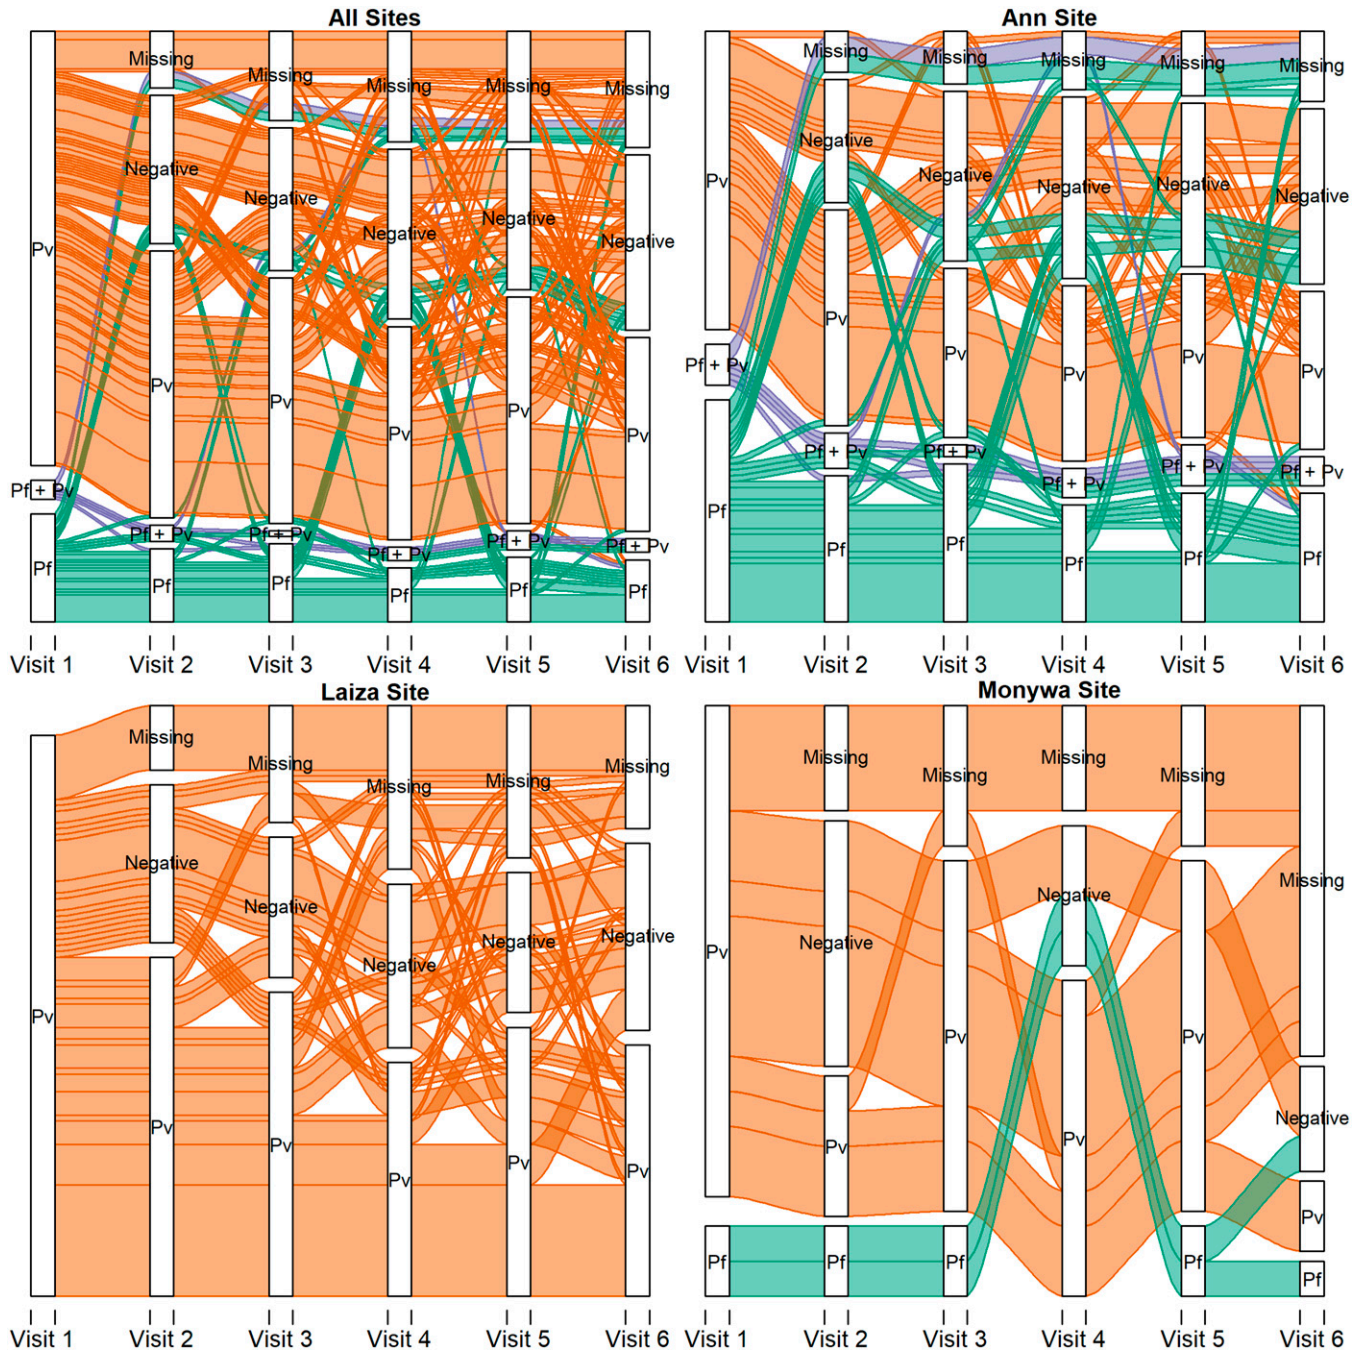 All Sites
Missing
Missing
Missing
Missing
Missing
Negative
Negative
Negative
Negative
Negative
Pv
Pv
Pv
Pv
Pv
Pv
Pf + Pv
Pf + Pv
Pf + Pv
Pf + Pv
Pf + Pv
Pf + Pv
Pf
Pf
Pf
Pf
Pf
Pf
Visit 1 Visit 2 Visit 3 Visit 4 Visit 5 Visit 6
Ann Site
Missing
Missing
Missing
Missing
Missing
Negative
Negative
Negative
Negative
Negative
Pv
Pv
Pv
Pv
Pv
Pv
Pf + Pv
Pf + Pv
Pf + Pv
Pf + Pv
Pf + Pv
Pf + Pv
Pf
Pf
Pf
Pf
Pf
Pf
Visit 1 Visit 2 Visit 3 Visit 4 Visit 5 Visit 6
Laiza Site
Missing
Missing
Missing
Missing
Missing
Negative
Negative
Negative
Negative
Negative
Pv
Pv
Pv
Pv
Pv
Pv
Visit 1 Visit 2 Visit 3 Visit 4 Visit 5 Visit 6
Monywa Site
Missing
Missing
Missing
Missing
Missing
Negative
Negative
Negative
Pv
Pv
Pv
Pv
Pv
Pv
Pf
Pf
Pf
Pf
Pf
Visit 1 Visit 2 Visit 3 Visit 4 Visit 5 Visit 6